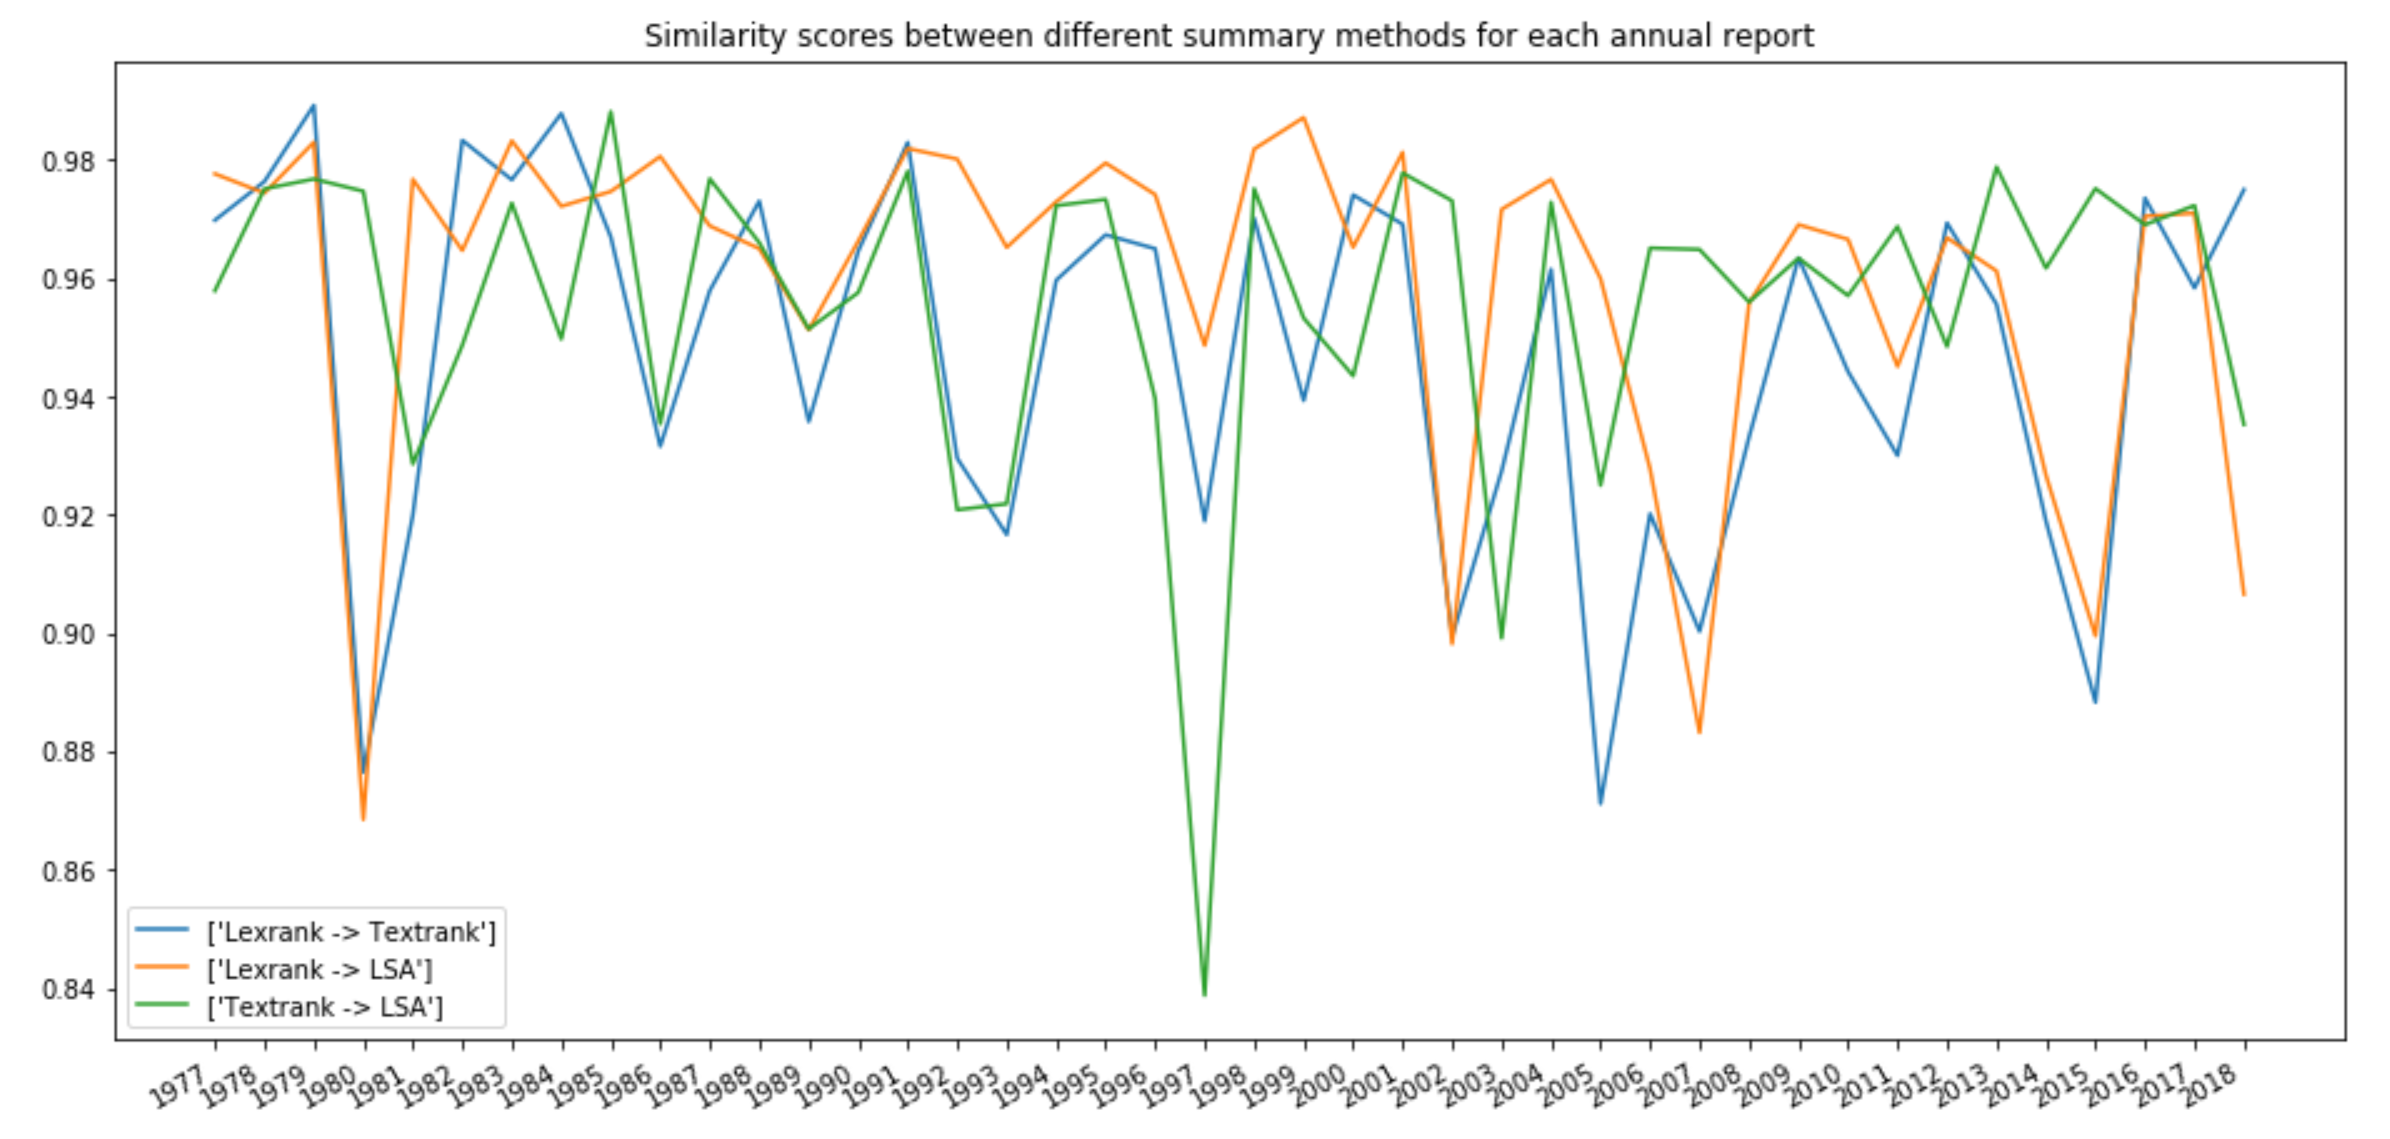 Similarity scores between different summary methods for each annual report
0.98
0.96
0.94
0.92
0.90
0.88
0.86
0.84
['Lexrank -> Textrank']
['Lexrank -> LSA']
['Textrank -> LSA']
1977 1978 1979 1980 1981 1982 1983 1984 1985 1986 1987 1988 1989 1990 1991 1992 1993 1994 1995 1996 1997 1998 1999 2000 2001 2002 2003 2004 2005 2006 2007 2008 2009 2010 2011 2012 2013 2014 2015 2016 2017 2018